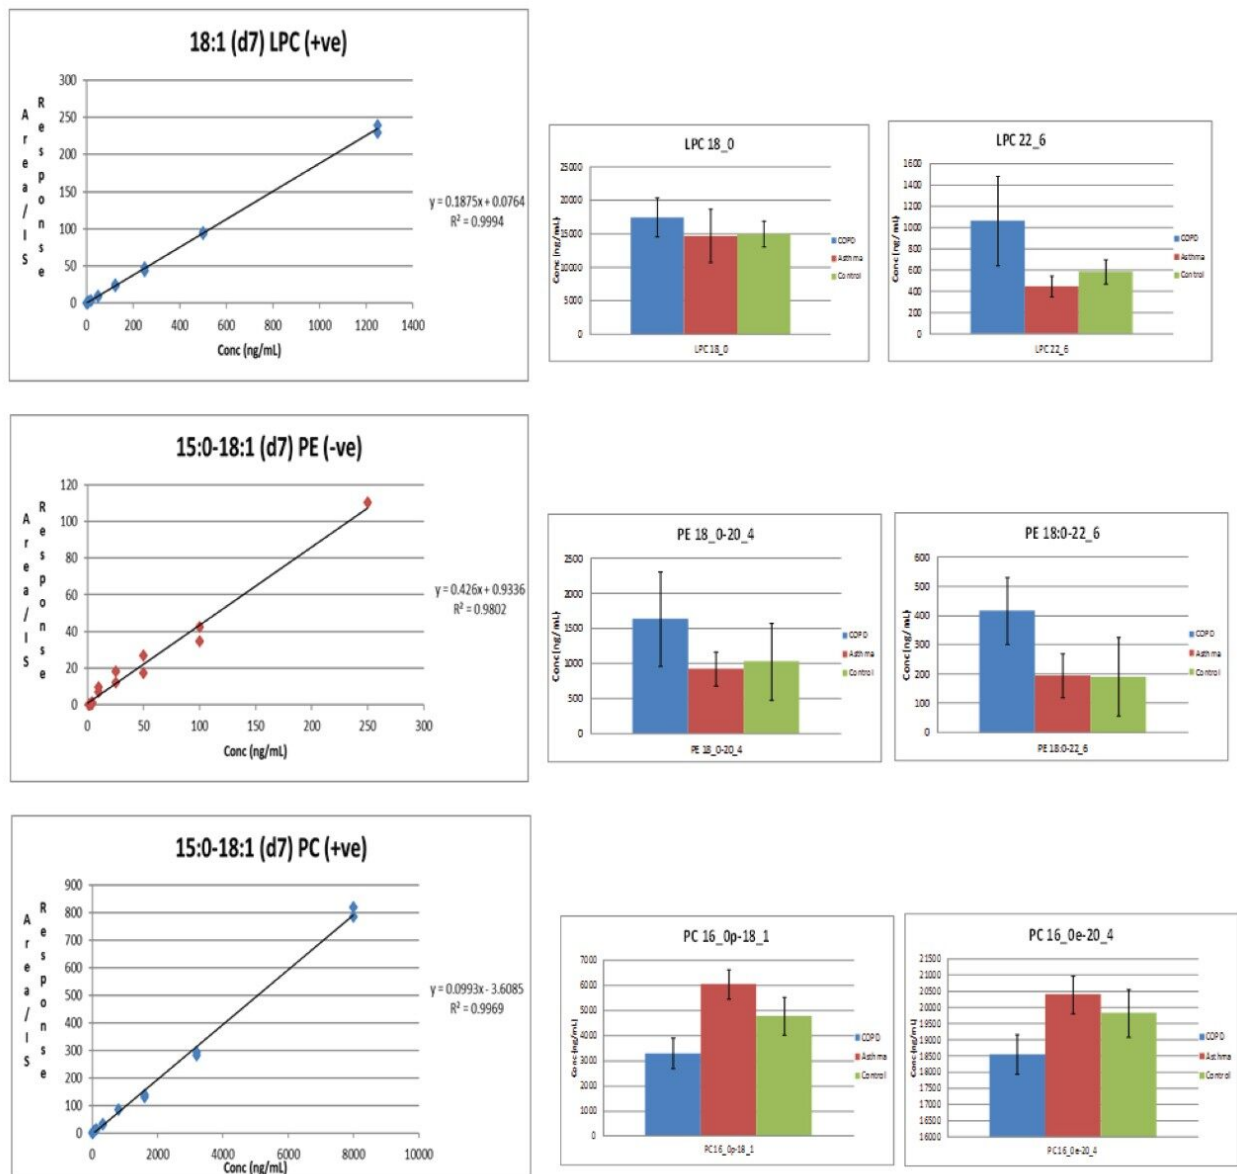 18:1 (d7) LPC (+ve)
Area/IS
Response
300
250
200
150
100
50
0
0 200 400 600 800 1000 1200 1400
Conc (ng/mL)
y = 0.1875x + 0.0764
R² = 0.9994
LPC 18_0
Conc (ng/mL)
25000
20000
15000
10000
5000
0
LPC 18_0
COPD
Asthma
Control
LPC 22_6
Conc (ng/mL)
1600
1400
1200
1000
800
600
400
200
0
LPC 22_6
COPD
Asthma
Control
15:0-18:1 (d7) PE (-ve)
Area/IS
Response
120
100
80
60
40
20
0
0 50 100 150 200 250 300
Conc (ng/mL)
y = 0.426x + 0.9336
R² = 0.9802
PE 18_0-20_4
Conc (ng/mL)
2500
2000
1500
1000
500
0
PE 18_0-20_4
COPD
Asthma
Control
PE 18:0-22_6
Conc (ng/mL)
600
500
400
300
200
100
0
PE 18:0-22_6
COPD
Asthma
Control
15:0-18:1 (d7) PC (+ve)
Area/IS
Response
900
800
700
600
500
400
300
200
100
0
0 2000 4000 6000 8000 10000
Conc (ng/mL)
y = 0.0993x - 3.6085
R² = 0.9969
PC 16_0p-18_1
Conc (ng/mL)
7000
6000
5000
4000
3000
2000
1000
0
PC 16_0p-18_1
COPD
Asthma
Control
PC 16_0e-20_4
Conc (ng/mL)
21500
21000
20500
20000
19500
19000
18500
18000
17500
17000
16500
16000
PC 16_0e-20_4
COPD
Asthma
Control